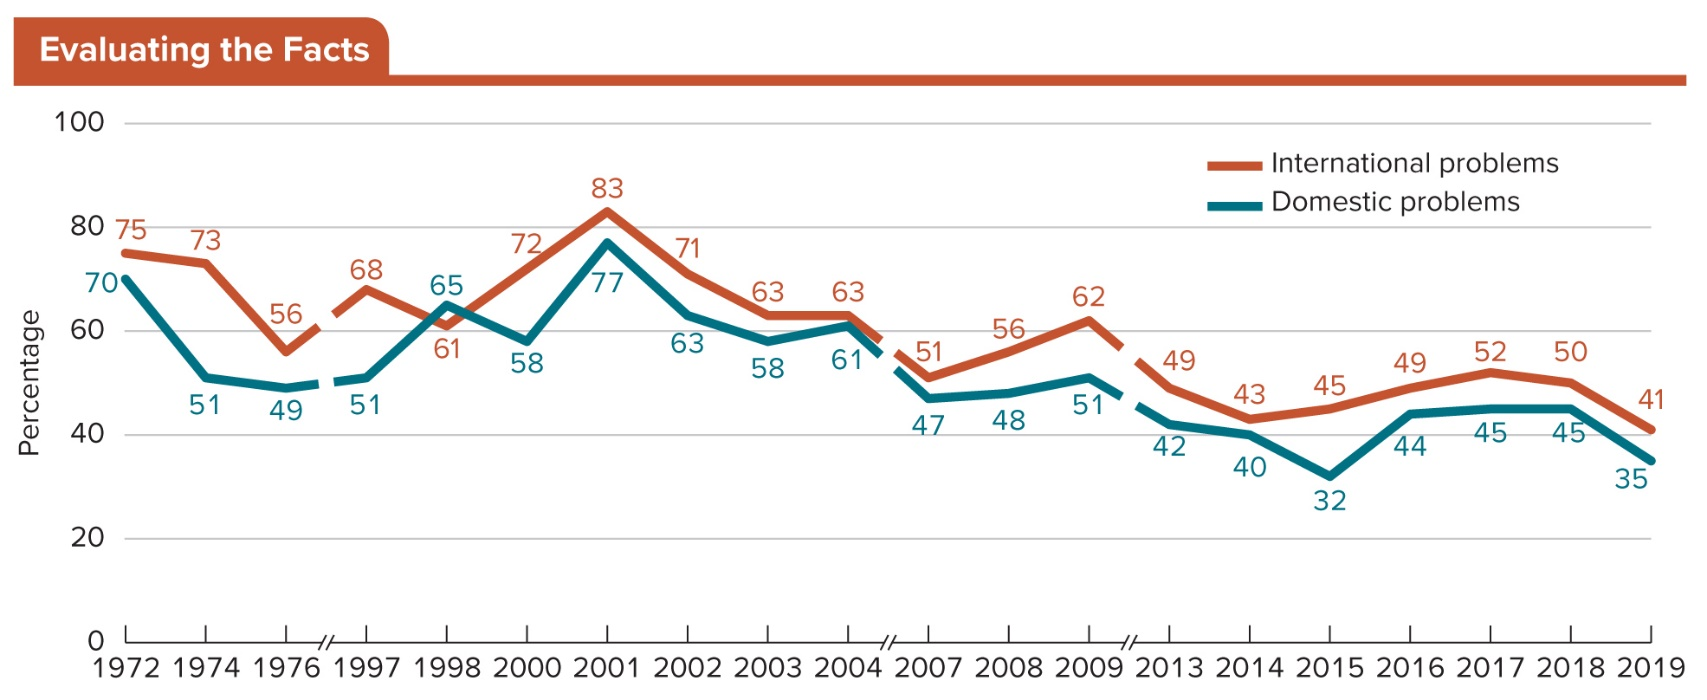 Evaluating the Facts
100
80
60
40
20
0
Percentage
International problems
Domestic problems
75 73 56 68 61 72 83 71 63 63 51 56 62 49 43 45 49 52 50 41
70 51 49 51 65 58 77 63 58 61 47 48 51 42 40 32 44 45 45 35
1972 1974 1976 1997 1998 2000 2001 2002 2003 2004 2007 2008 2009 2013 2014 2015 2016 2017 2018 2019